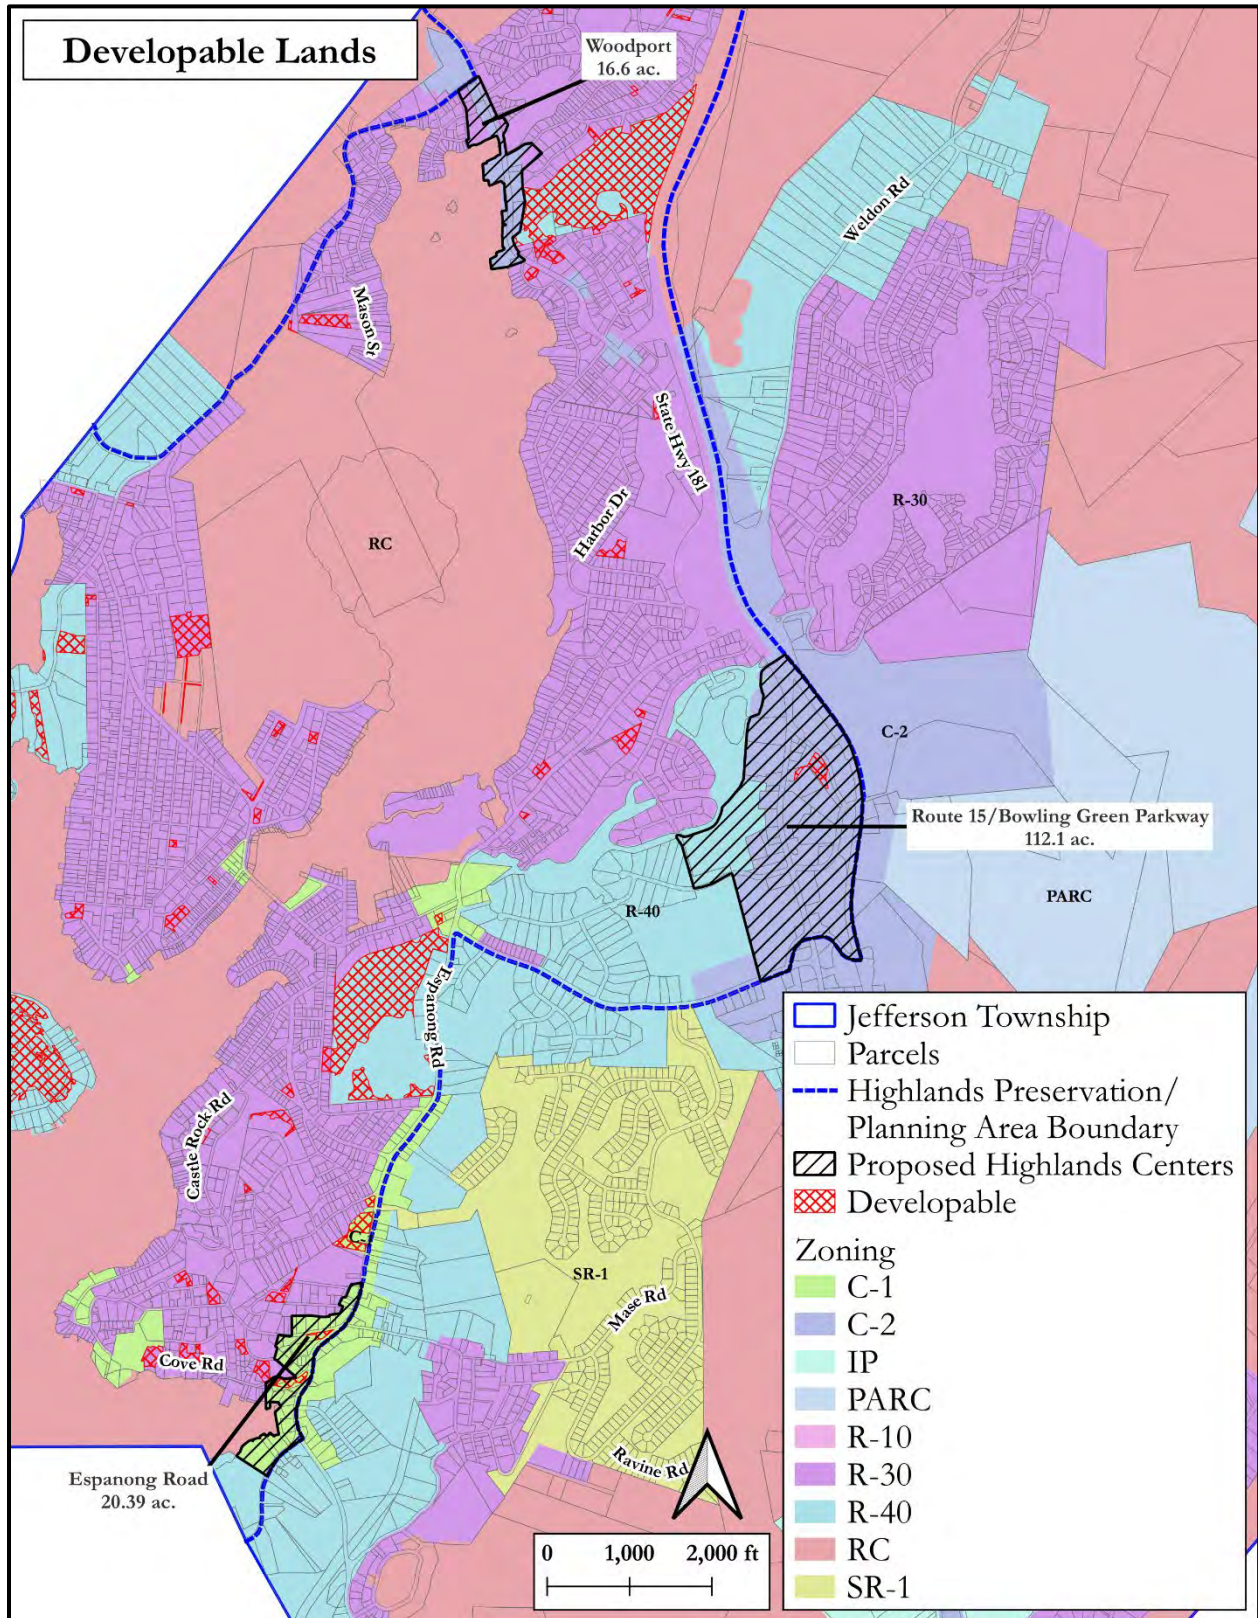 Developable Lands
Woodport
16.6 ac.
Weldon Rd
Mason St
State Hwy 181
R-30
Harbor Dr
RC
C-2
Route 15/Bowling Green Parkway
112.1 ac.
PARC
R-40
Espanong Rd
Castle Rock Rd
C-1
SR-1
Mase Rd
Cove Rd
Ravine Rd
Espanong Road
20.39 ac.
0 1,000 2,000 ft
Jefferson Township
Parcels
Highlands Preservation/
Planning Area Boundary
Proposed Highlands Centers
Developable
Zoning
C-1
C-2
IP
PARC
R-10
R-30
R-40
RC
SR-1